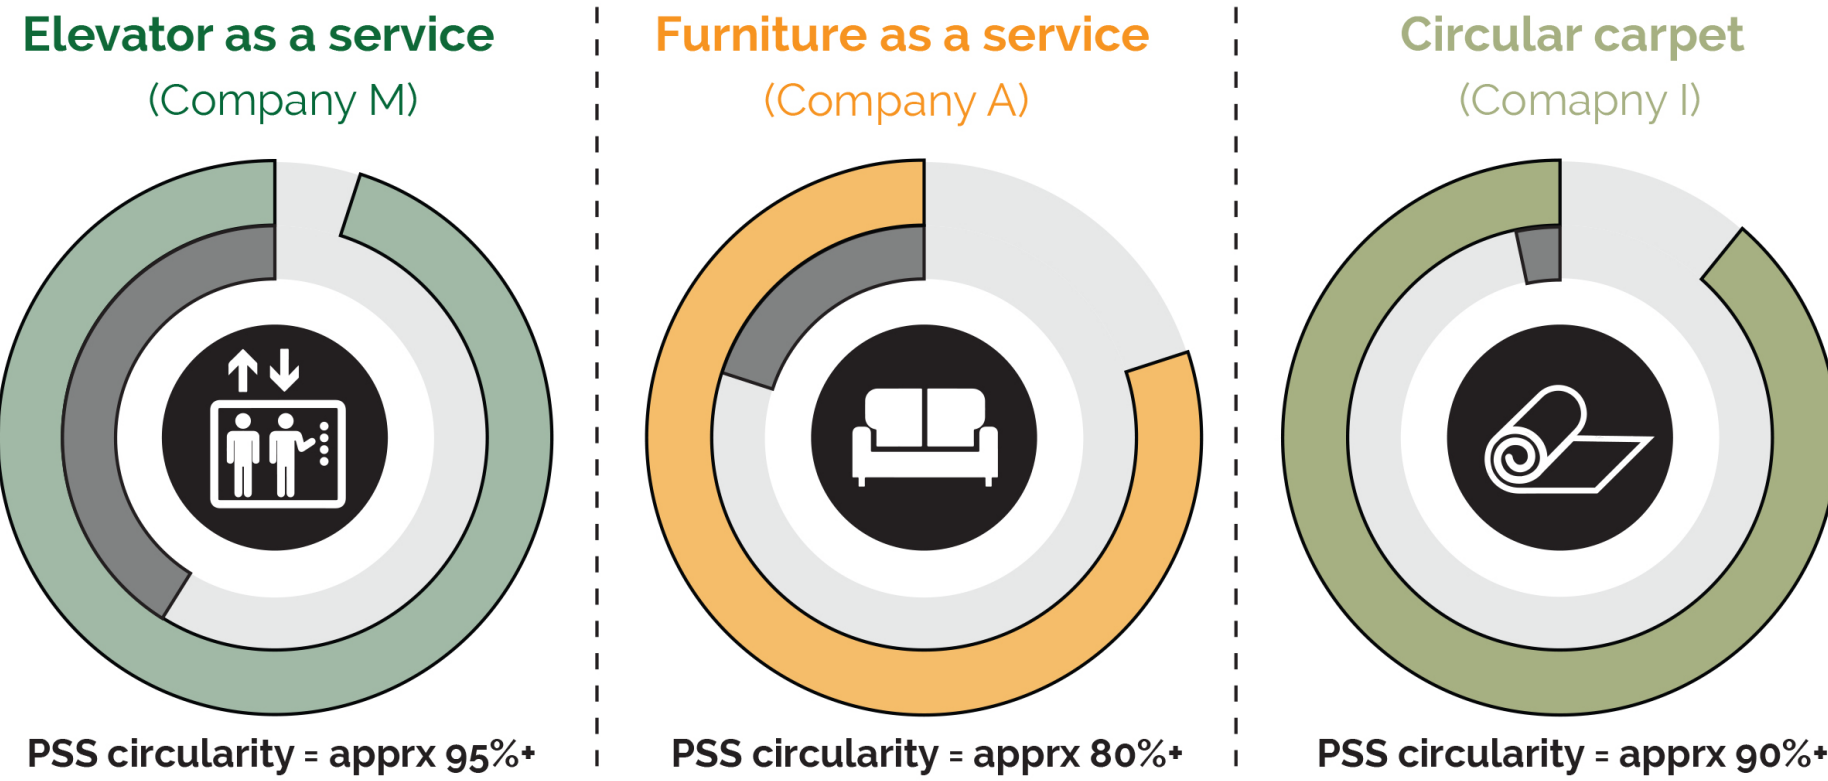 Elevator as a service
(Company M)
PSS circularity = apprx 95%+
Furniture as a service
(Company A)
PSS circularity = apprx 80%+
Circular carpet
(Comapny I)
PSS circularity = apprx 90%+